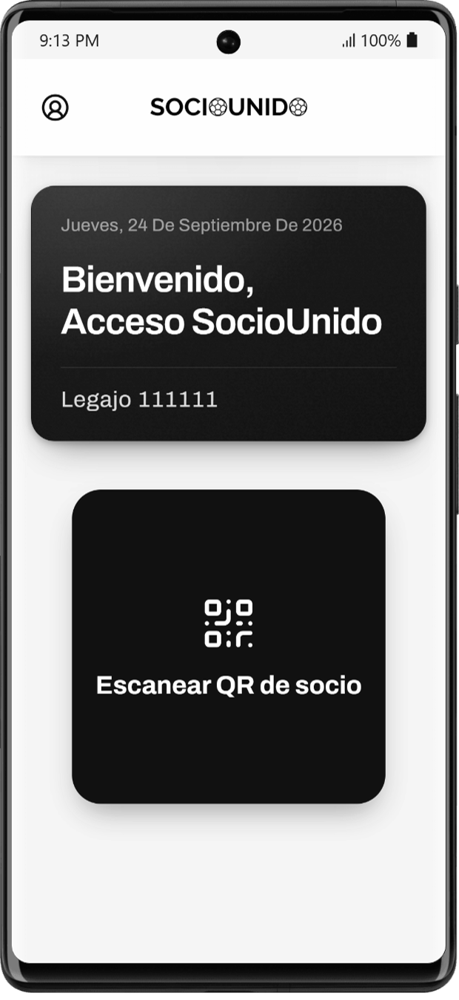 9:13 PM 100%
SOCIOUNIDO
Jueves, 24 De Septiembre De 2026
Bienvenido,
Acceso SocioUnido
Legajo 111111
Escanear QR de socio